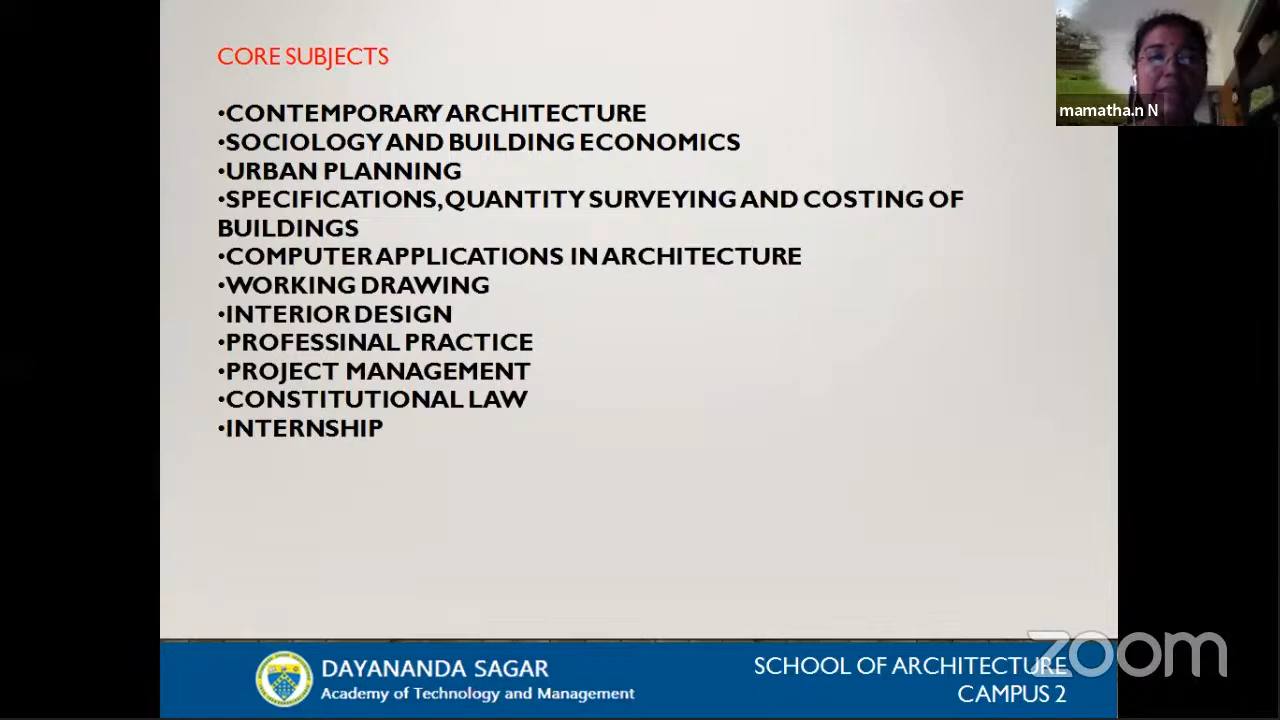 CORE SUBJECTS
•CONTEMPORARY ARCHITECTURE
•SOCIOLOGY AND BUILDING ECONOMICS
•URBAN PLANNING
•SPECIFICATIONS,QUANTITY SURVEYING AND COSTING OF
BUILDINGS
•COMPUTER APPLICATIONS IN ARCHITECTURE
•WORKING DRAWING
•INTERIOR DESIGN
•PROFESSINAL PRACTICE
•PROJECT MANAGEMENT
•CONSTITUTIONAL LAW
•INTERNSHIP
mamatha.n N
DAYANANDA SAGAR
Academy of Technology and Management
SCHOOL OF ARCHITECTURE
CAMPUS 2
zoom